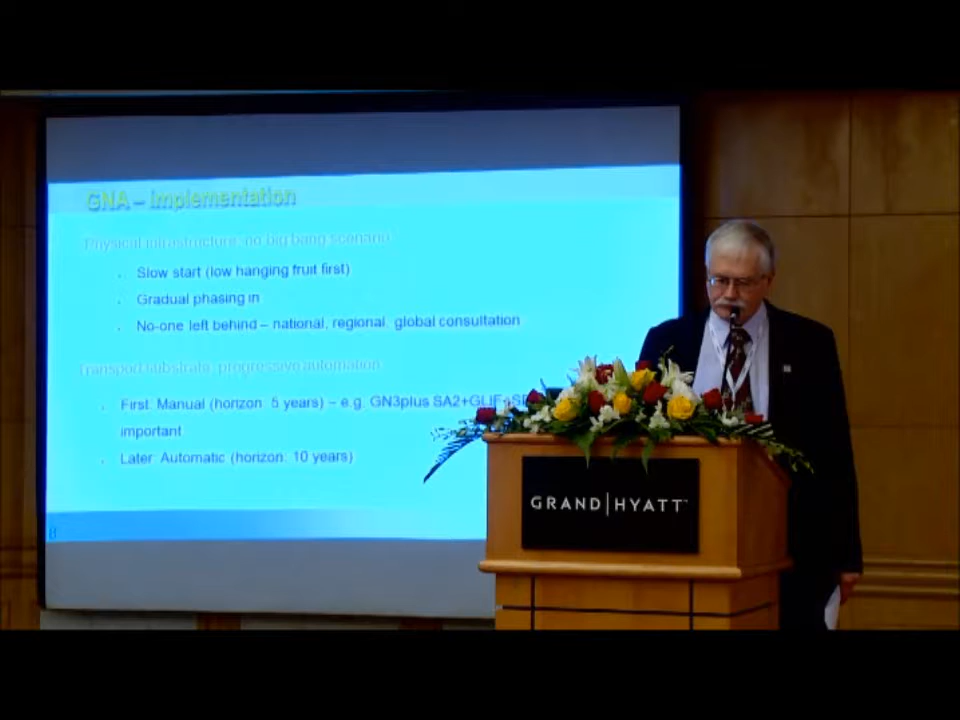 GNA – Implementation
Physical infrastructure, no big bang scenario
Slow start (low hanging fruit first)
Gradual phasing in
No-one left behind – national, regional, global consultation
Transport substrate, progressive automation
First: Manual (horizon: 5 years) – e.g. GN3plus SA2+GLIF+
important
Later: Automatic (horizon: 10 years)
8
GRAND|HYATT™